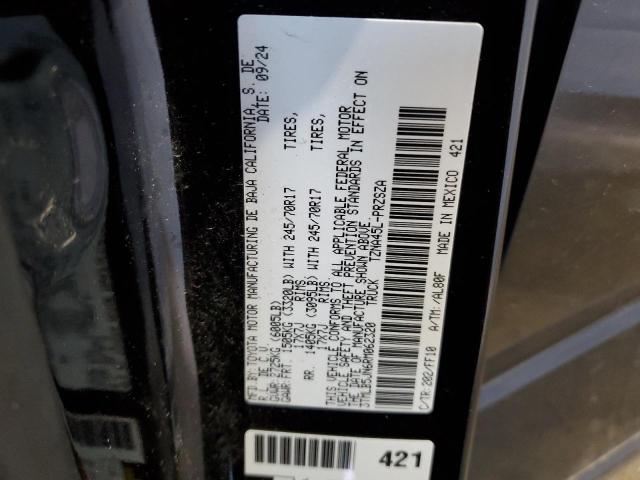 MFD.BY:TOYOTA MOTOR MANUFACTURING DE BAJA CALIFORNIA, S. DE
R.L. DE C.V. DATE: 09/24
GVWR: 2725KG (6005LB)
GAWR: FRT. 1505KG (3320LB) WITH 245/70R17 TIRES,
17X7J RIMS,
RR. 1405KG (3095LB) WITH 245/70R17 TIRES,
17X7J RIMS.
THIS VEHICLE CONFORMS TO ALL APPLICABLE FEDERAL MOTOR
VEHICLE SAFETY AND THEFT PREVENTION STANDARDS IN EFFECT ON
THE DATE OF MANUFACTURE SHOWN ABOVE.
TRUCK TZNA45L-PRZSZA
C/TR:202/FF10 A/TM:/AL80F MADE IN MEXICO 421
421